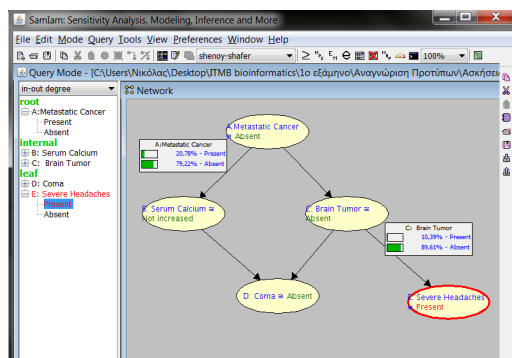 SamIam: Sensitivity Analysis, Modeling, Inference and More
File Edit Mode Query Tools View Preferences Window Help
shenoy-shafer
100%
Query Mode - [C:\Users\Νικόλας\Desktop\ITMB bioinformatics\1ο εξάμηνο\Αναγνώριση Προτύπων\Ασκήσει
in-out degree
Network
root
A:Metastatic Cancer
Present
Absent
internal
B: Serum Calcium
C: Brain Tumor
leaf
D: Coma
E: Severe Headaches
Present
Absent
A:Metastatic Cancer
≅ Absent
A:Metastatic Cancer
20,78% - Present
79,22% - Absent
B: Serum Calcium ≅
Not increased
C: Brain Tumor ≅
Absent
C: Brain Tumor
10,39% - Present
89,61% - Absent
D: Coma ≅ Absent
E: Severe Headaches
≅ Present